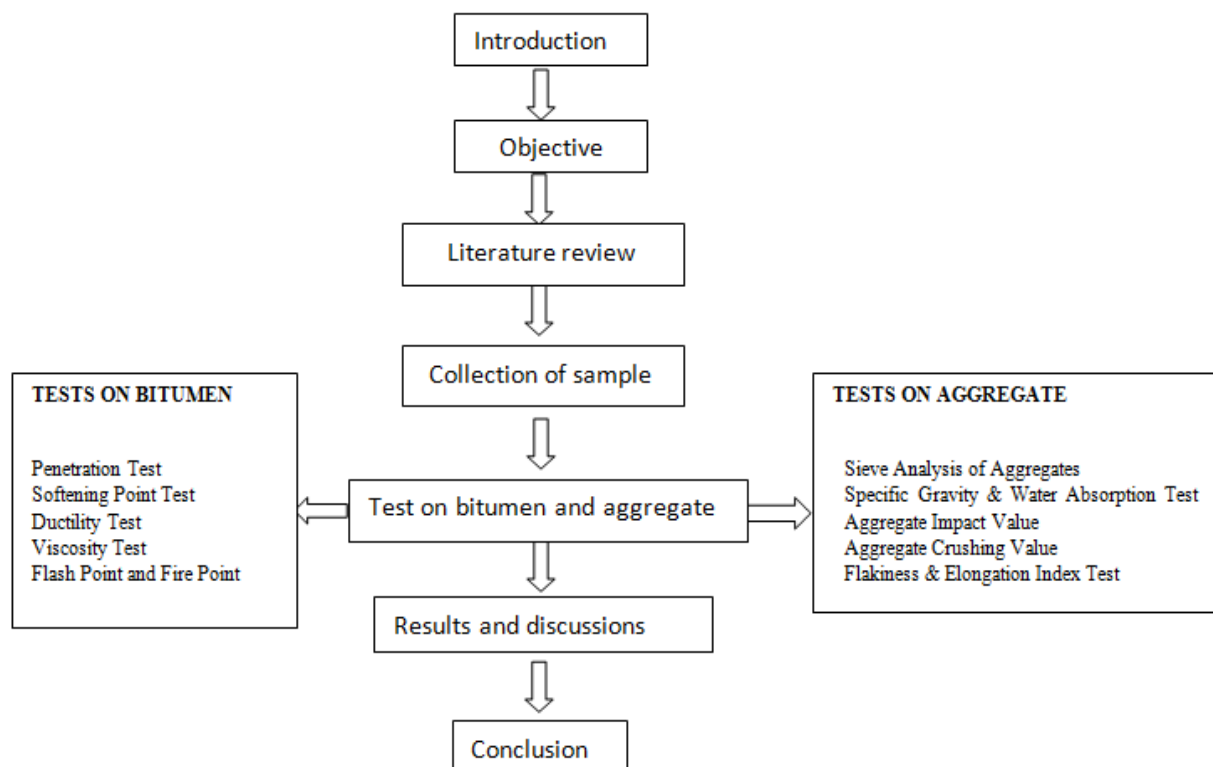 Introduction
Objective
Literature review
Collection of sample
TESTS ON BITUMEN
Penetration Test
Softening Point Test
Ductility Test
Viscosity Test
Flash Point and Fire Point
Test on bitumen and aggregate
TESTS ON AGGREGATE
Sieve Analysis of Aggregates
Specific Gravity & Water Absorption Test
Aggregate Impact Value
Aggregate Crushing Value
Flakiness & Elongation Index Test
Results and discussions
Conclusion